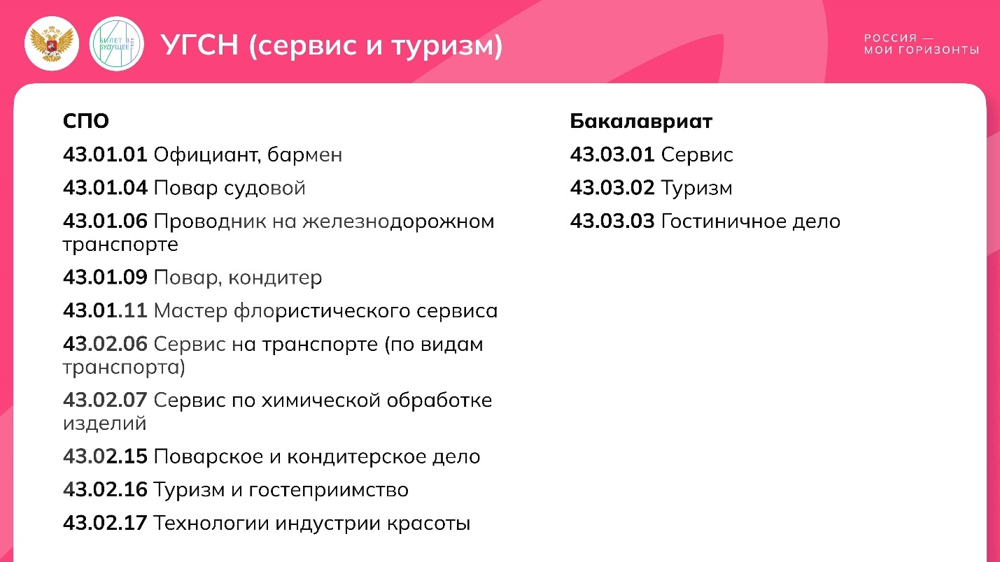 БИЛЕТ В
БУДУЩЕЕ
УГСН (сервис и туризм)
РОССИЯ —
МОИ ГОРИЗОНТЫ
СПО
43.01.01 Официант, бармен
43.01.04 Повар судовой
43.01.06 Проводник на железнодорожном
транспорте
43.01.09 Повар, кондитер
43.01.11 Мастер флористического сервиса
43.02.06 Сервис на транспорте (по видам
транспорта)
43.02.07 Сервис по химической обработке
изделий
43.02.15 Поварское и кондитерское дело
43.02.16 Туризм и гостеприимство
43.02.17 Технологии индустрии красоты
Бакалавриат
43.03.01 Сервис
43.03.02 Туризм
43.03.03 Гостиничное дело